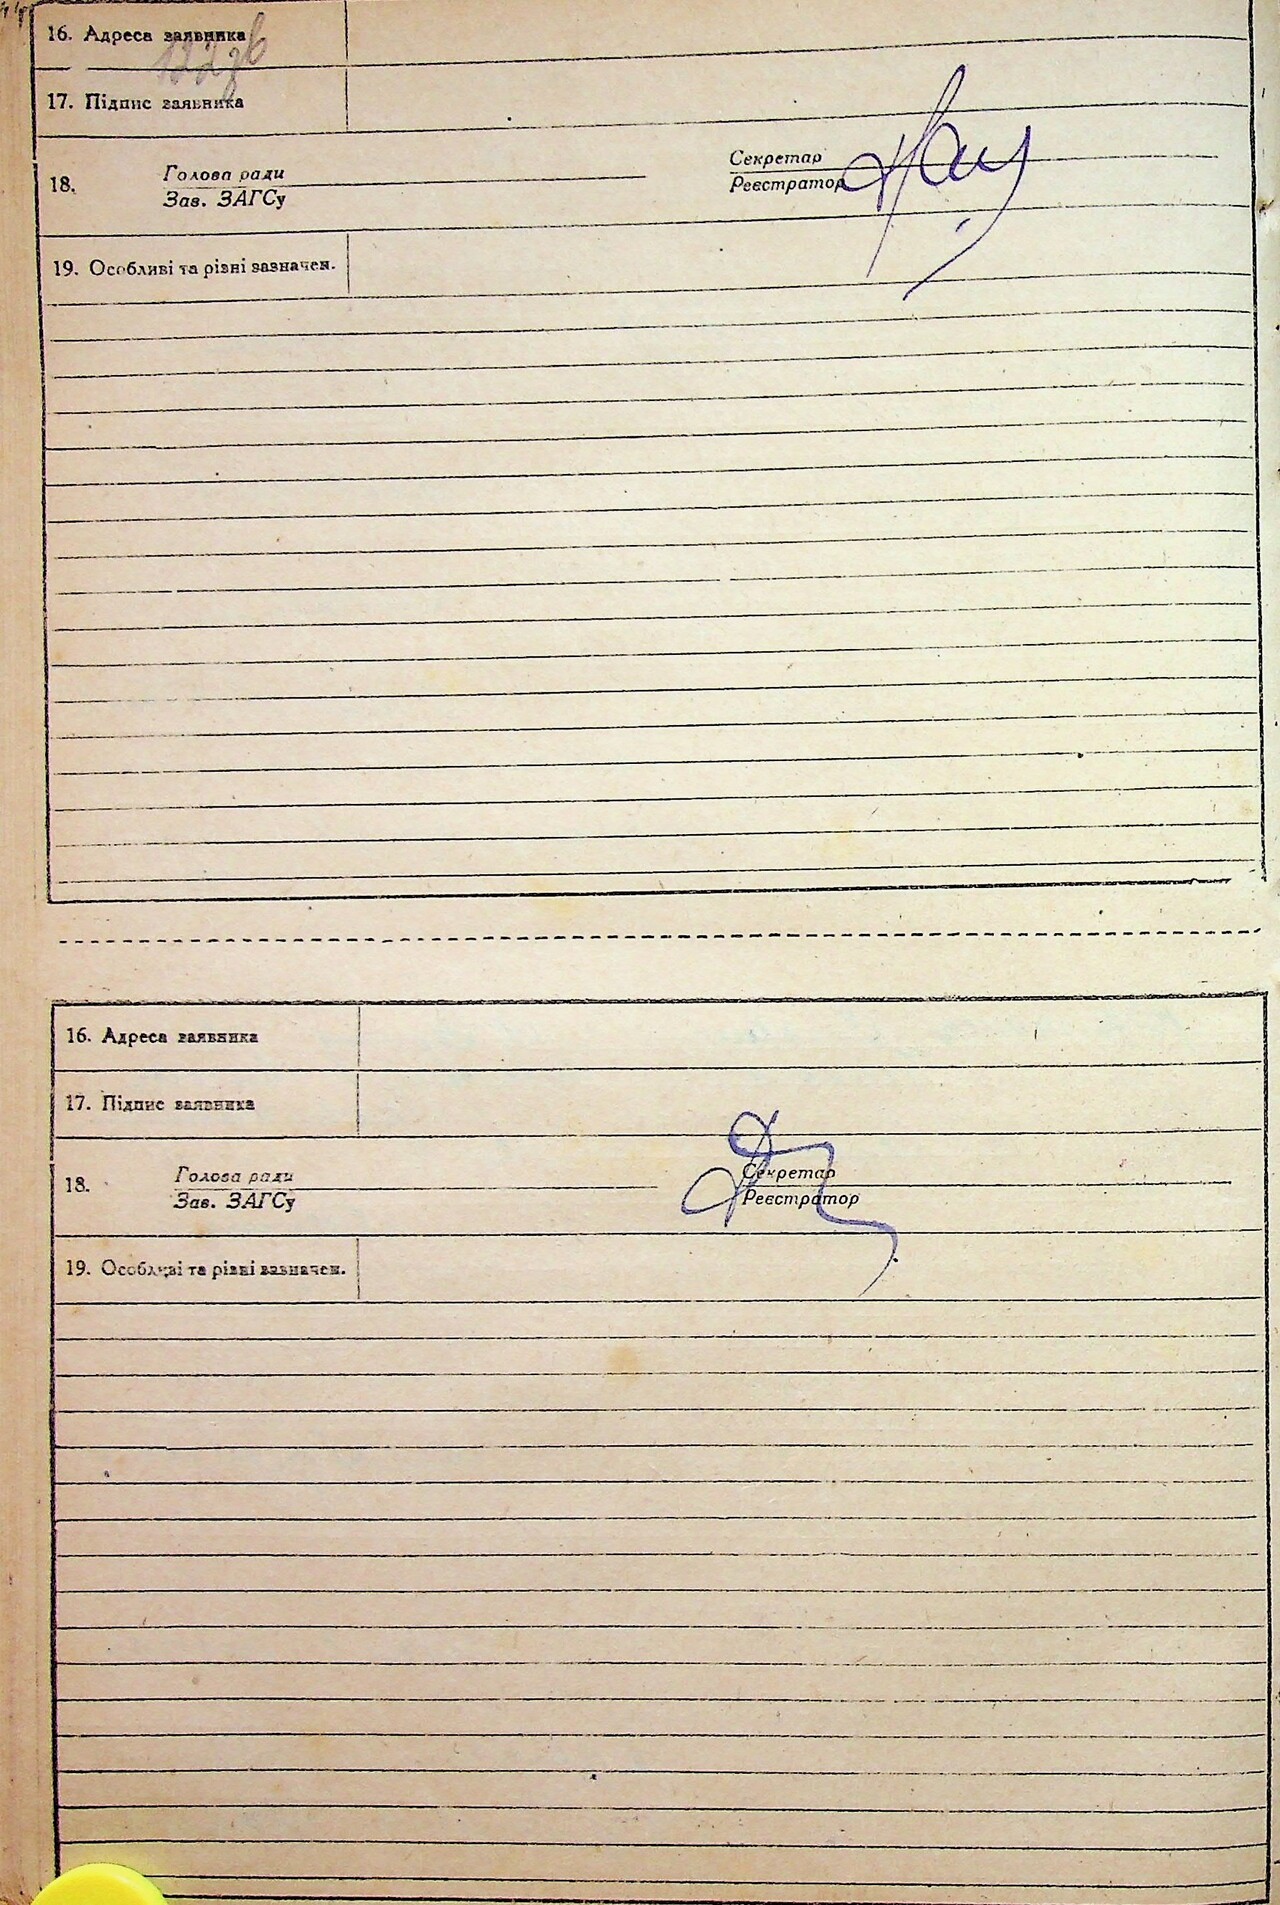 16. Адреса заявника
122зв
17. Підпис заявника
18. Голова ради Секретар
Зав. ЗАГСу Реєстратор
19. Особливі та різні зазначен.
16. Адреса заявника
17. Підпис заявника
18. Голова ради Секретар
Зав. ЗАГСу Реєстратор
19. Особливі та різні зазначен.